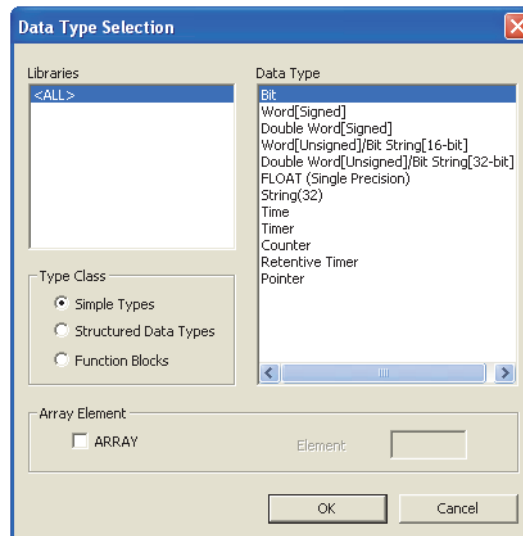 Data Type Selection
Libraries
<ALL>
Type Class
Simple Types
Structured Data Types
Function Blocks
Data Type
Bit
Word[Signed]
Double Word[Signed]
Word[Unsigned]/Bit String[16-bit]
Double Word[Unsigned]/Bit String[32-bit]
FLOAT (Single Precision)
String(32)
Time
Timer
Counter
Retentive Timer
Pointer
Array Element
ARRAY
Element
OK
Cancel